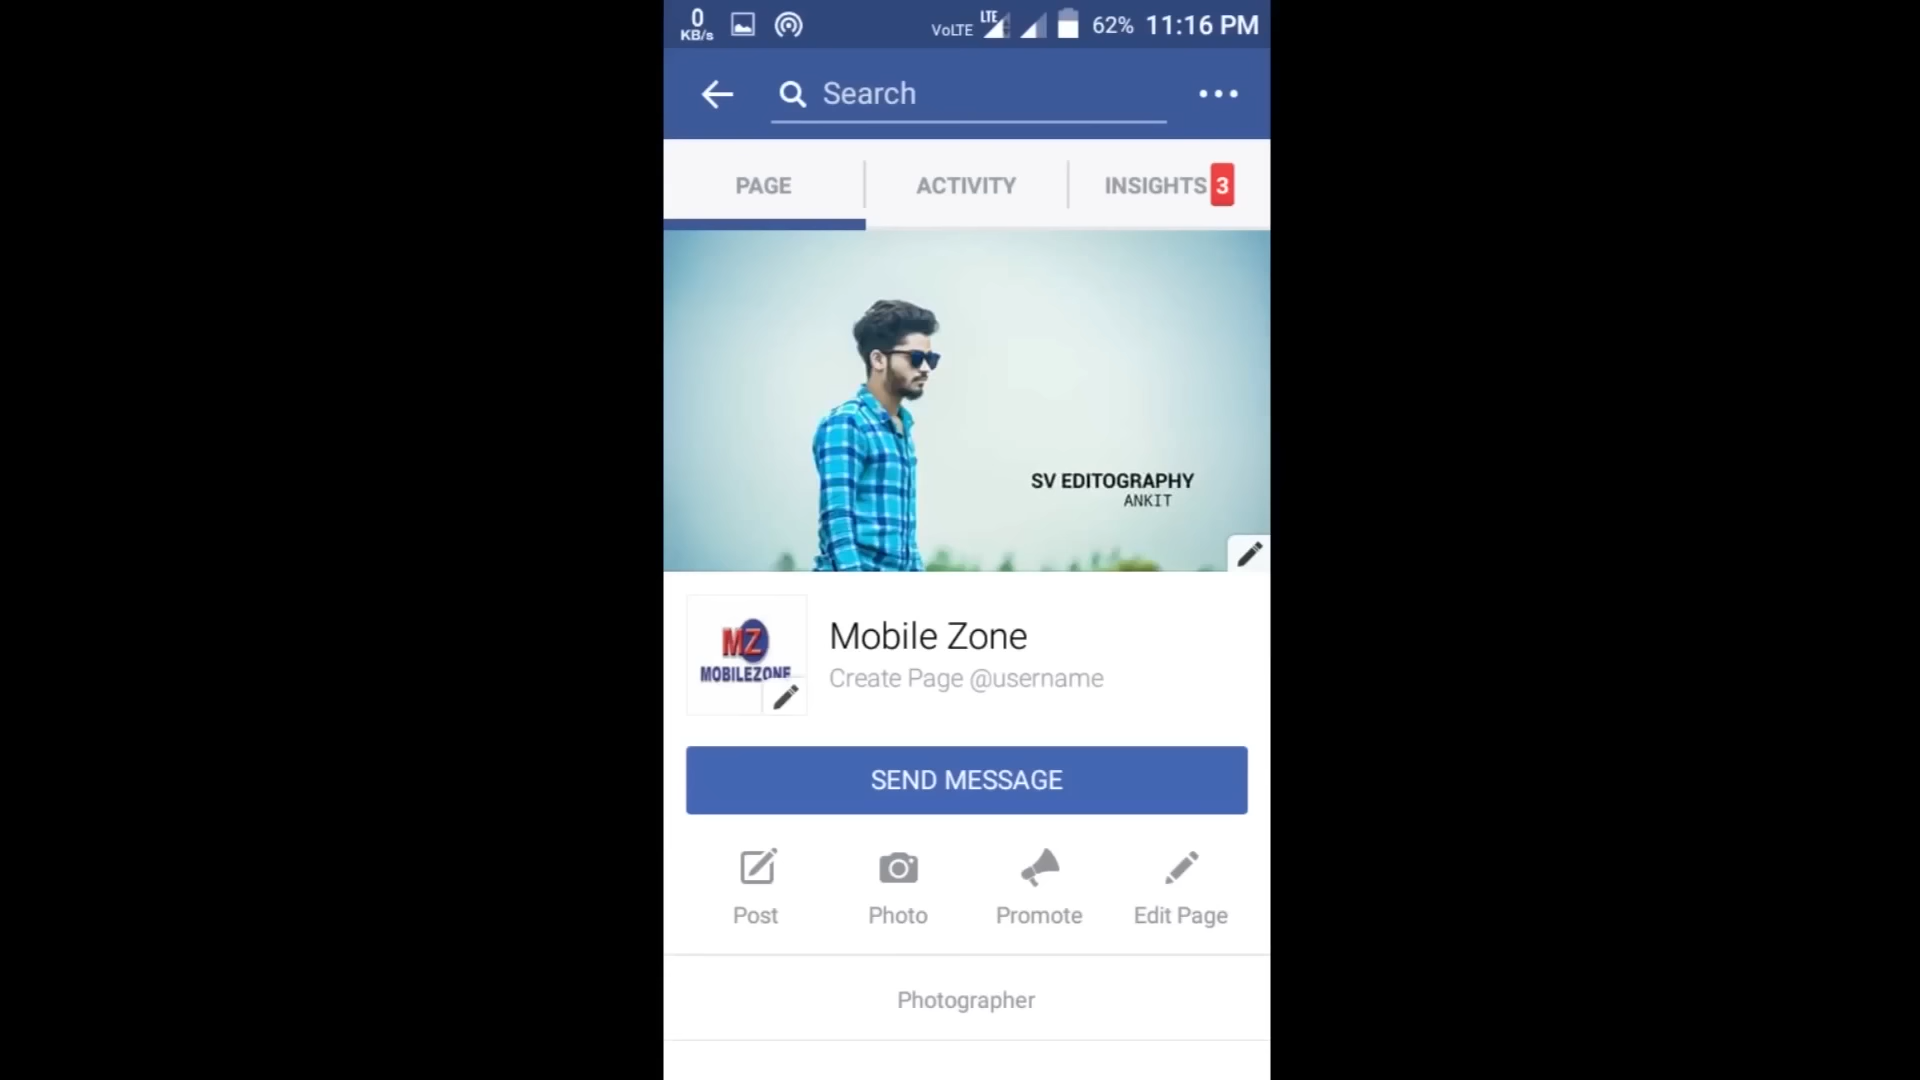 0
KB/s
VoLTE LTE 62% 11:16 PM
Search
PAGE ACTIVITY INSIGHTS 3
SV EDITOGRAPHY
ANKIT
MZ
MOBILEZONE
Mobile Zone
Create Page @username
SEND MESSAGE
Post Photo Promote Edit Page
Photographer